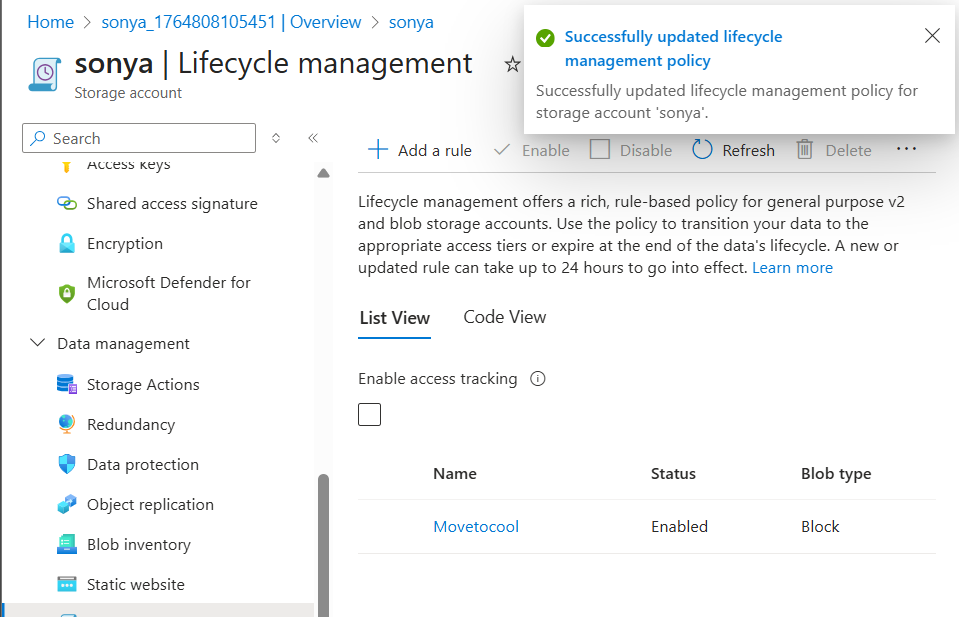 Home > sonya_1764808105451 | Overview > sonya
sonya | Lifecycle management
Storage account
Successfully updated lifecycle
management policy
Successfully updated lifecycle management policy for
storage account 'sonya'.
Search
Add a rule
Enable
Disable
Refresh
Delete
Access keys
Shared access signature
Encryption
Microsoft Defender for
Cloud
Data management
Storage Actions
Redundancy
Data protection
Object replication
Blob inventory
Static website
Lifecycle management offers a rich, rule-based policy for general purpose v2
and blob storage accounts. Use the policy to transition your data to the
appropriate access tiers or expire at the end of the data's lifecycle. A new or
updated rule can take up to 24 hours to go into effect. Learn more
List View Code View
Enable access tracking
Name Status Blob type
Movetocool Enabled Block